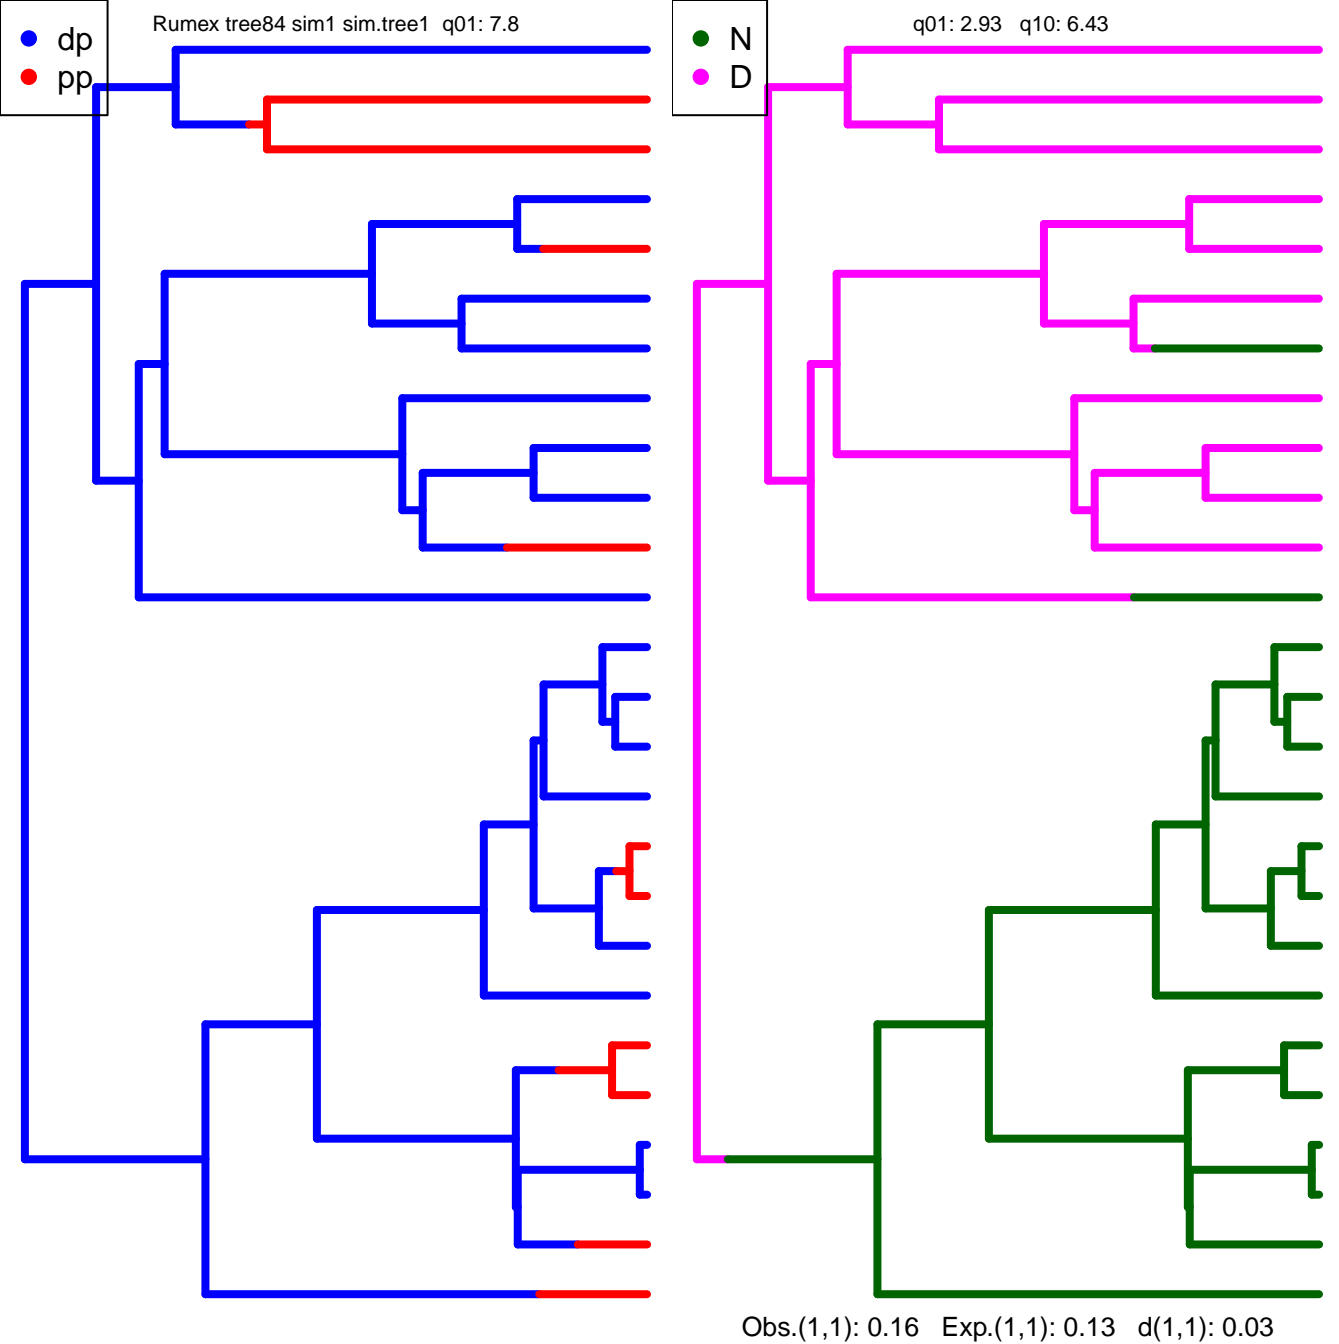 Rumex tree84 sim1 sim.tree1 q01: 7.8
dp
pp
q01: 2.93 q10: 6.43
N
D
Obs.(1,1): 0.16 Exp.(1,1): 0.13 d(1,1): 0.03